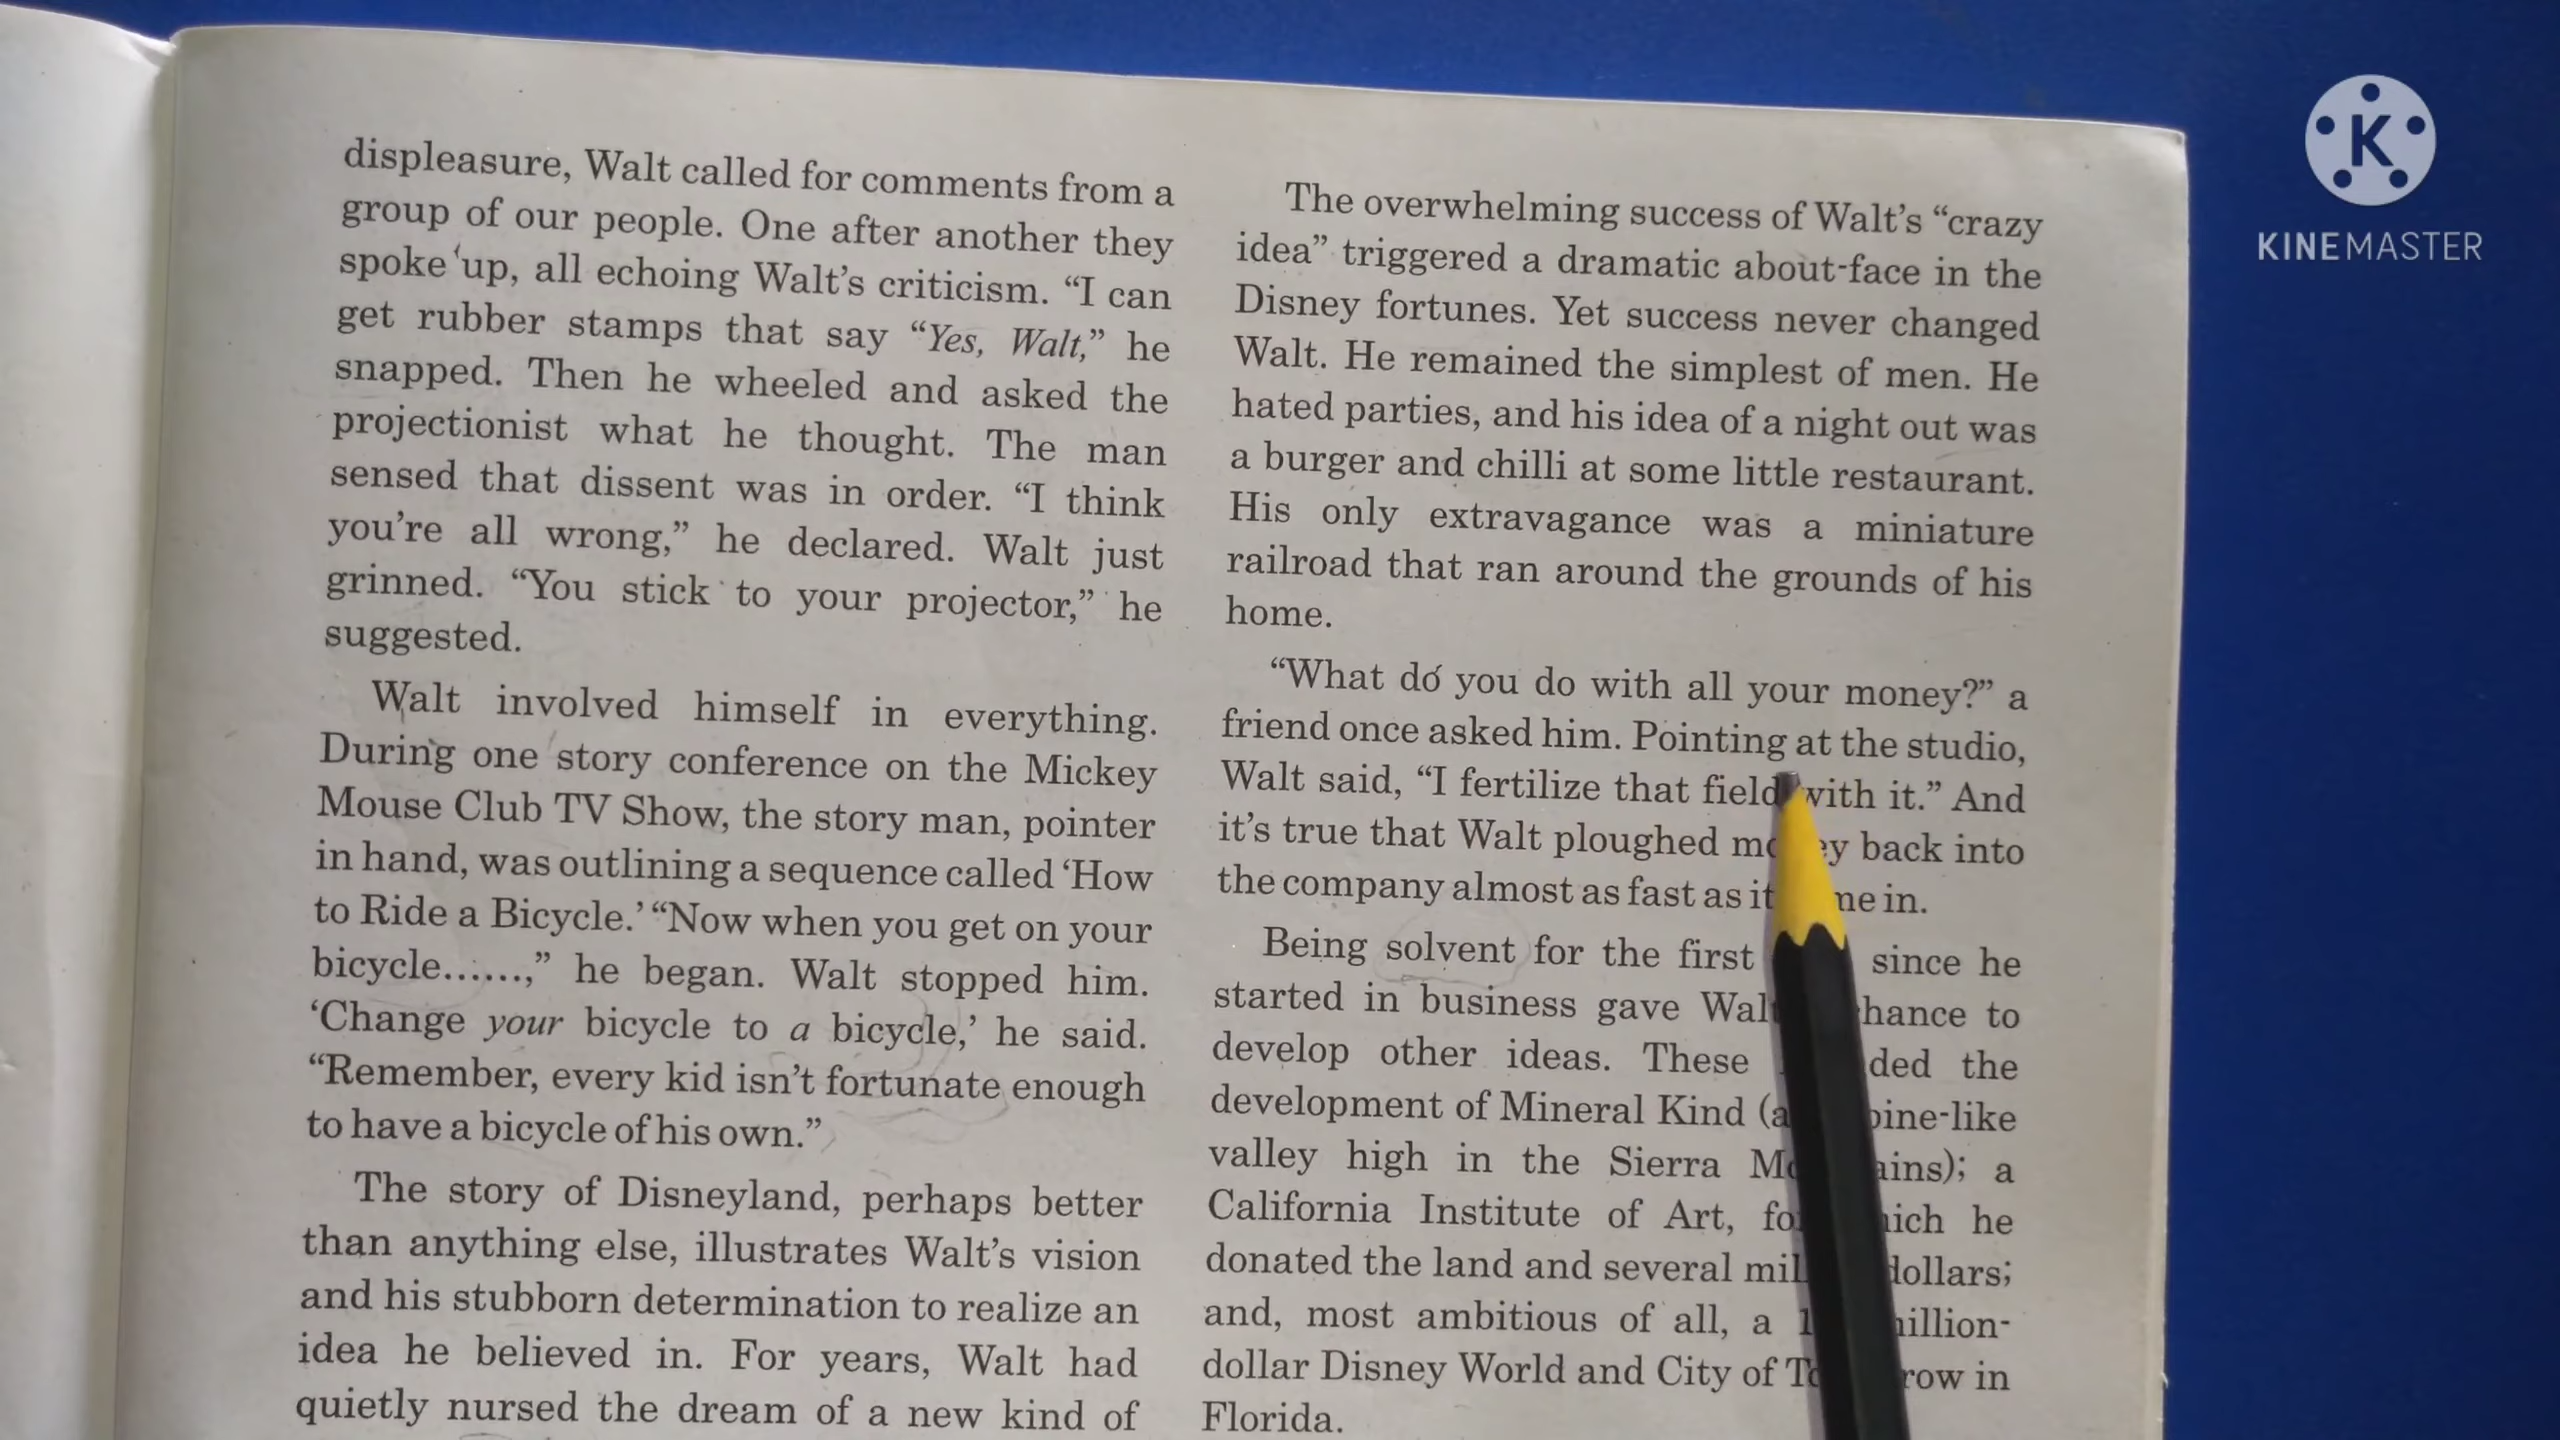 displeasure, Walt called for comments from a
group of our people. One after another they
spoke up, all echoing Walt's criticism. “I can
get rubber stamps that say “Yes, Walt,” he
snapped. Then he wheeled and asked the
projectionist what he thought. The man
sensed that dissent was in order. “I think
you're all wrong,” he declared. Walt just
grinned. “You stick to your projector,” he
suggested.
Walt involved himself in everything.
During one story conference on the Mickey
Mouse Club TV Show, the story man, pointer
in hand, was outlining a sequence called ‘How
to Ride a Bicycle.’ “Now when you get on your
bicycle......,” he began. Walt stopped him.
‘Change your bicycle to a bicycle,’ he said.
“Remember, every kid isn't fortunate enough
to have a bicycle of his own.”
The story of Disneyland, perhaps better
than anything else, illustrates Walt's vision
and his stubborn determination to realize an
idea he believed in. For years, Walt had
quietly nursed the dream of a new kind of
The overwhelming success of Walt's “crazy
idea” triggered a dramatic about-face in the
Disney fortunes. Yet success never changed
Walt. He remained the simplest of men. He
hated parties, and his idea of a night out was
a burger and chilli at some little restaurant.
His only extravagance was a miniature
railroad that ran around the grounds of his
home.
“What do you do with all your money?” a
friend once asked him. Pointing at the studio,
Walt said, “I fertilize that field with it.” And
it's true that Walt ploughed money back into
the company almost as fast as it in.
Being solvent for the first since he
started in business gave Walt chance to
develop other ideas. These the
development of Mineral Kind (a
valley high in the Sierra Mountains); a
California Institute of Art, for which he
donated the land and several million dollars;
and, most ambitious of all, a
dollar Disney World and City of Tomorrow in
Florida.
K
KINEMASTER